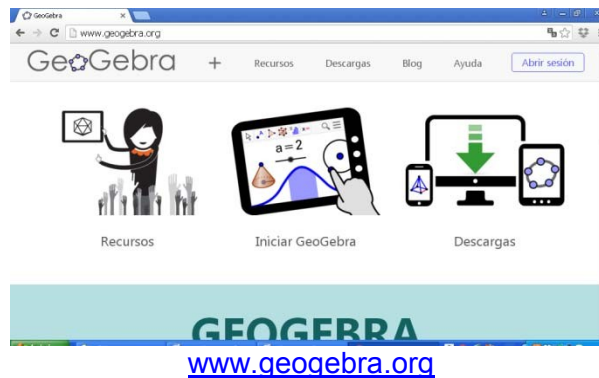 GeoGebra
www.geogebra.org
GeoGebra + Recursos Descargas Blog Ayuda Abrir sesión
a = 2
Recursos Iniciar GeoGebra Descargas
GEOGEBRA
www.geogebra.org